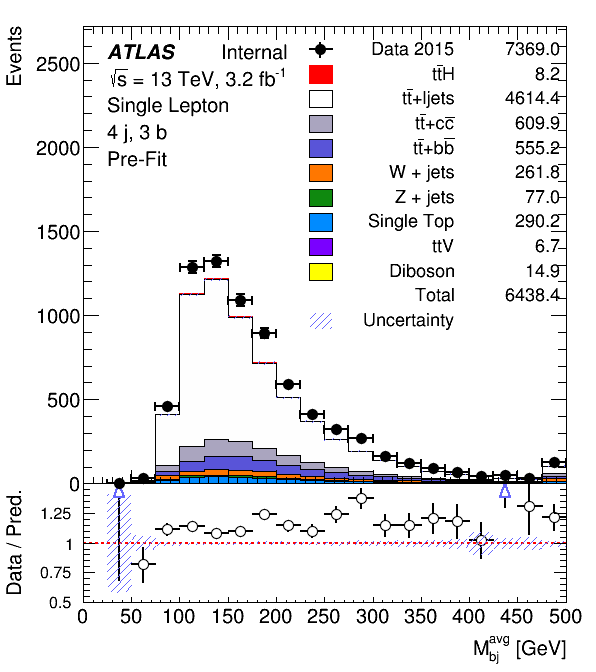 Events
2500
2000
1500
1000
500
0
ATLAS Internal
√s = 13 TeV, 3.2 fb⁻¹
Single Lepton
4 j, 3 b
Pre-Fit
Data 2015 7369.0
tt̄H 8.2
tt̄+ljets 4614.4
tt̄+cc̄ 609.9
tt̄+bb̄ 555.2
W + jets 261.8
Z + jets 77.0
Single Top 290.2
ttV 6.7
Diboson 14.9
Total 6438.4
Uncertainty
Data / Pred.
1.25
1
0.75
0.5
0 50 100 150 200 250 300 350 400 450 500
M_bj^avg [GeV]